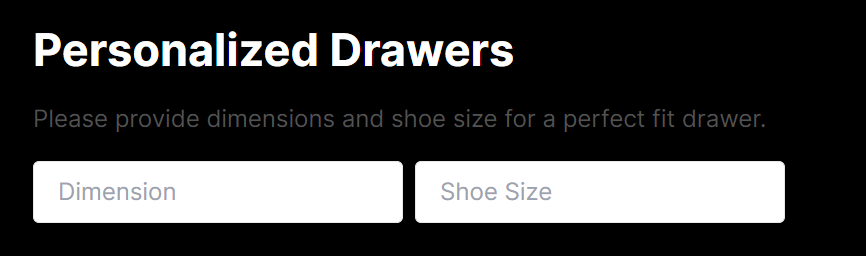 Personalized Drawers
Please provide dimensions and shoe size for a perfect fit drawer.
Dimension
Shoe Size